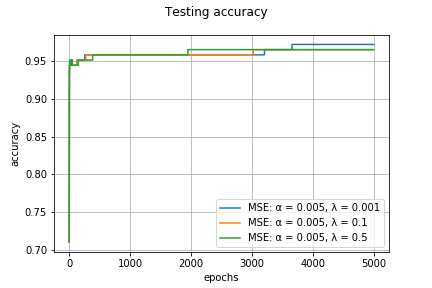 Testing accuracy
accuracy
0.95
0.90
0.85
0.80
0.75
0.70
MSE: α = 0.005, λ = 0.001
MSE: α = 0.005, λ = 0.1
MSE: α = 0.005, λ = 0.5
0 1000 2000 3000 4000 5000
epochs